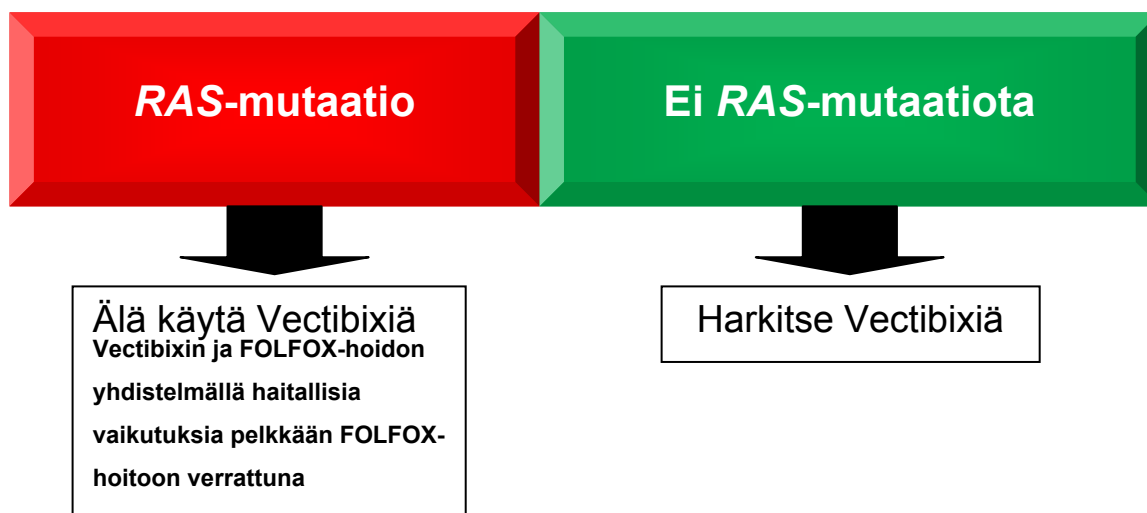 RAS-mutaatio
Ei RAS-mutaatiota
Älä käytä Vectibixiä
Vectibixin ja FOLFOX-hoidon
yhdistelmällä haitallisia
vaikutuksia pelkkään FOLFOX-
hoitoon verrattuna
Harkitse Vectibixiä